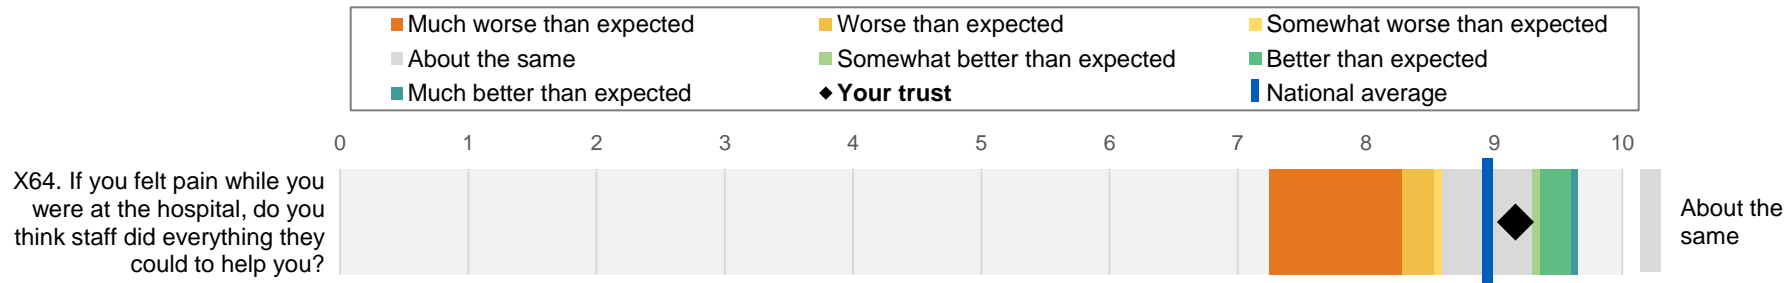 Much worse than expected Worse than expected Somewhat worse than expected
About the same Somewhat better than expected Better than expected
Much better than expected Your trust National average
0 1 2 3 4 5 6 7 8 9 10
X64. If you felt pain while you
were at the hospital, do you
think staff did everything they
could to help you?
About the
same